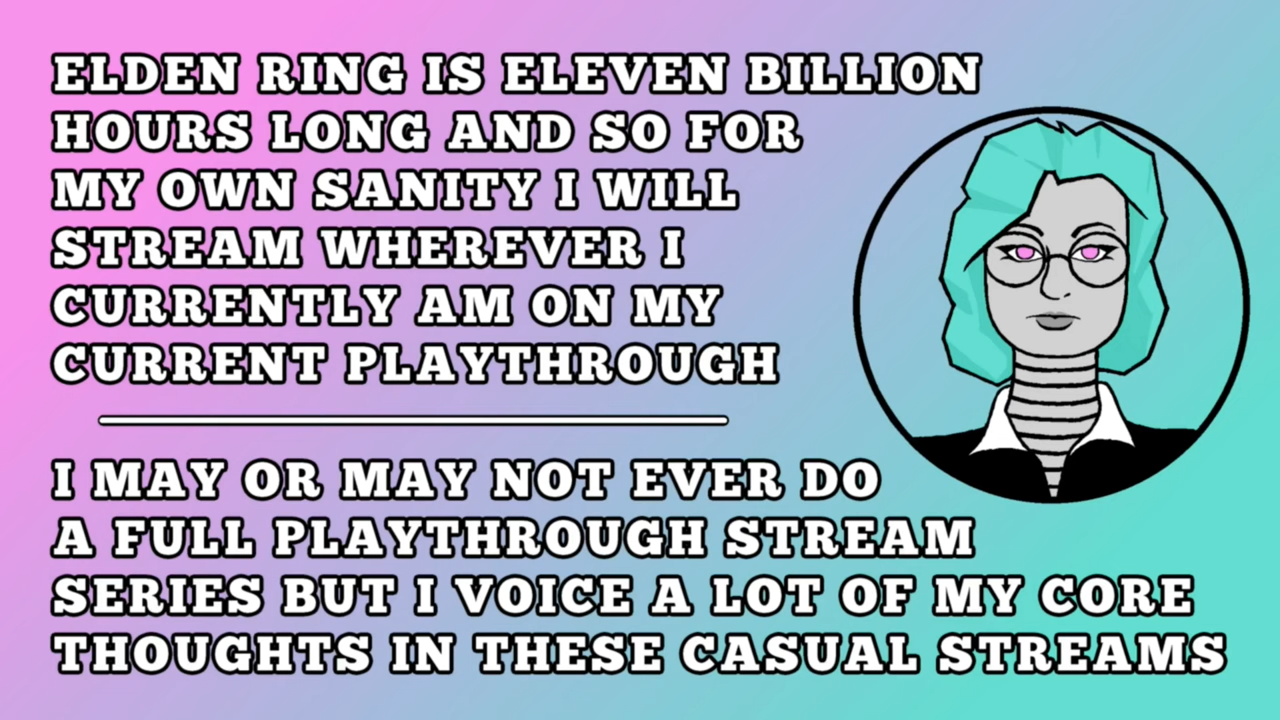 ELDEN RING IS ELEVEN BILLION
HOURS LONG AND SO FOR
MY OWN SANITY I WILL
STREAM WHEREVER I
CURRENTLY AM ON MY
CURRENT PLAYTHROUGH
I MAY OR MAY NOT EVER DO
A FULL PLAYTHROUGH STREAM
SERIES BUT I VOICE A LOT OF MY CORE
THOUGHTS IN THESE CASUAL STREAMS